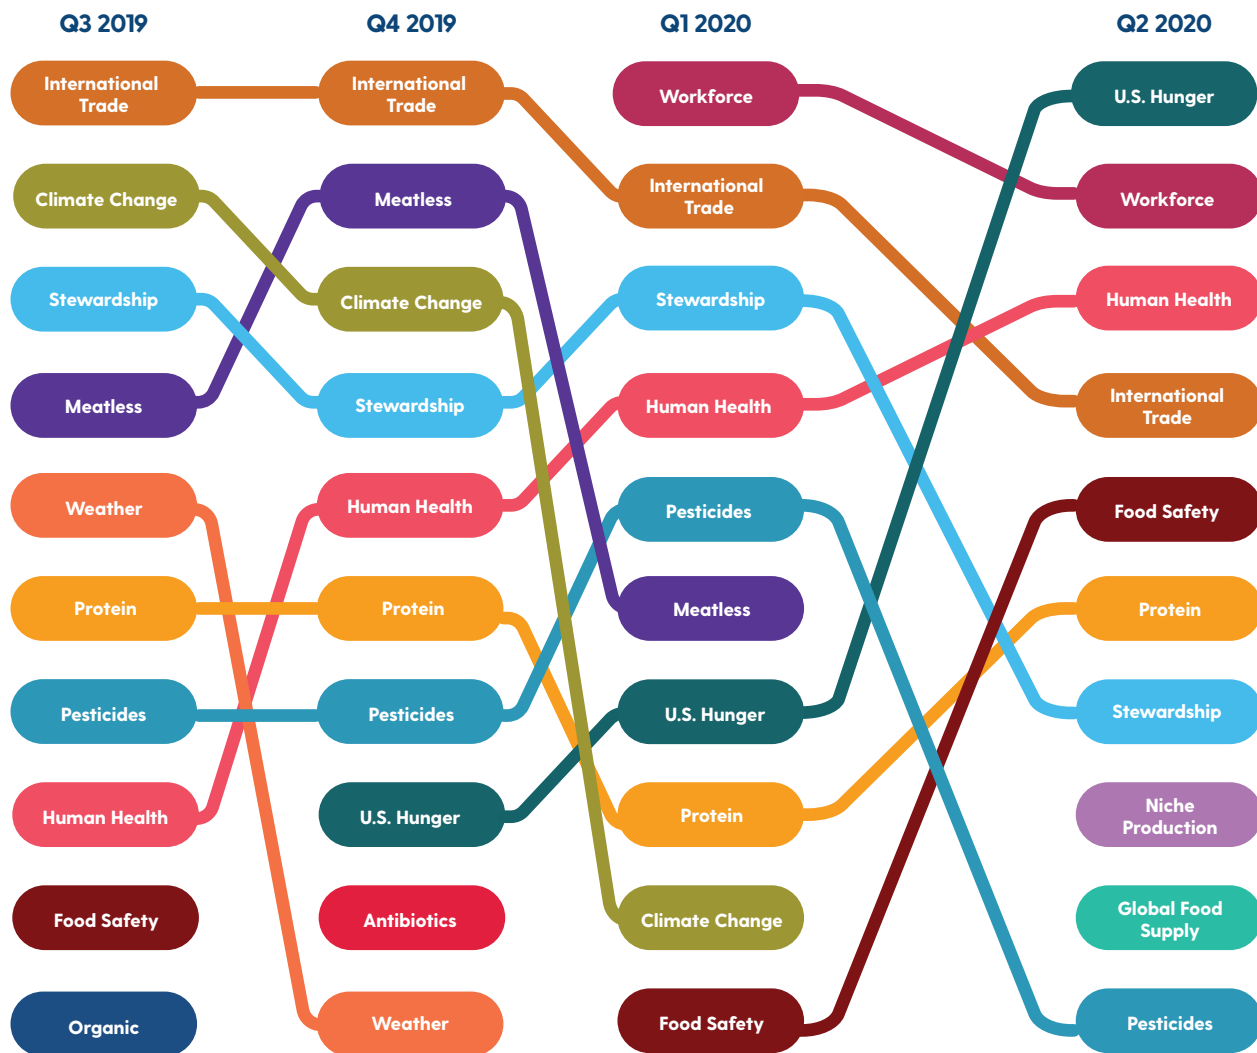 Q3 2019
Q4 2019
Q1 2020
Q2 2020
International
Trade
International
Trade
Workforce
U.S. Hunger
Climate Change
Meatless
International
Trade
Workforce
Stewardship
Climate Change
Stewardship
Human Health
Meatless
Stewardship
Human Health
International
Trade
Weather
Human Health
Pesticides
Food Safety
Protein
Protein
Meatless
Protein
Pesticides
Pesticides
U.S. Hunger
Stewardship
Human Health
U.S. Hunger
Protein
Niche
Production
Food Safety
Antibiotics
Climate Change
Global Food
Supply
Organic
Weather
Food Safety
Pesticides